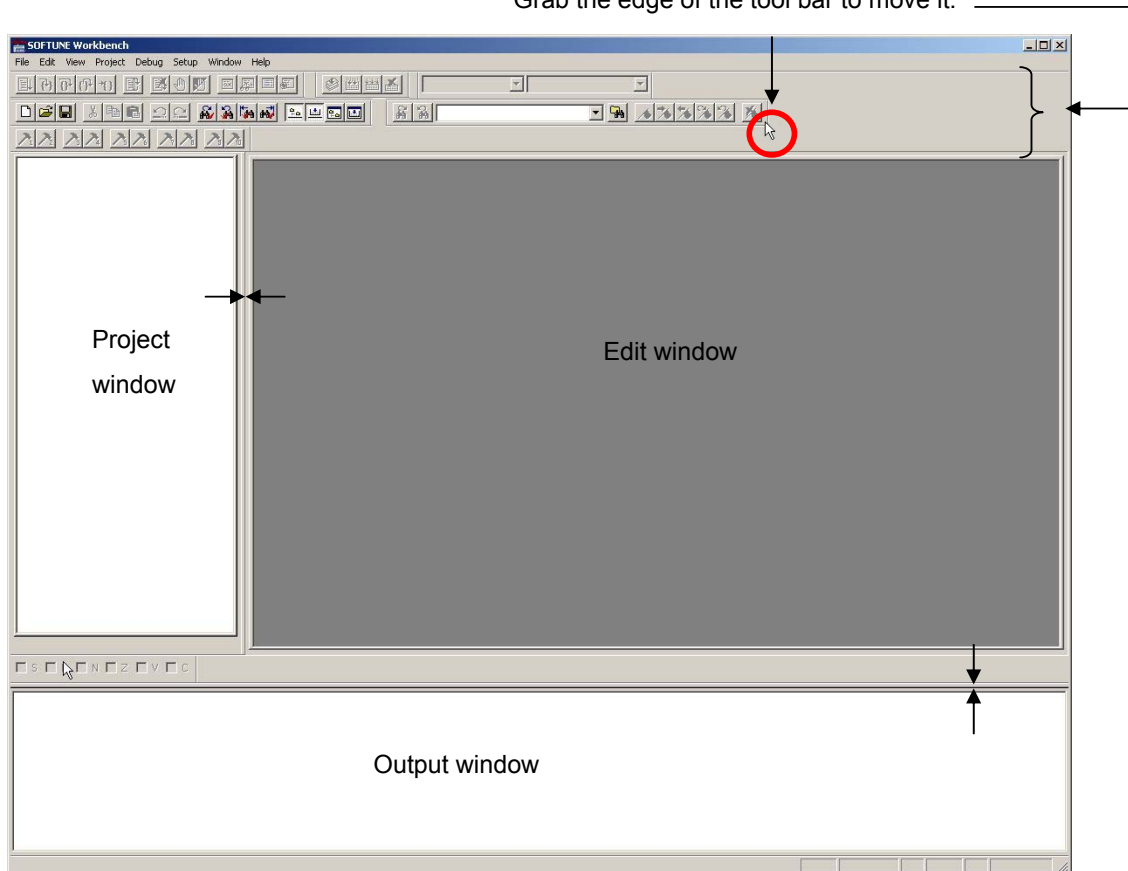 Grab the edge of the tool bar to move it.
SOFTUNE Workbench
File Edit View Project Debug Setup Window Help
Project
window
Edit window
S N Z V C
Output window